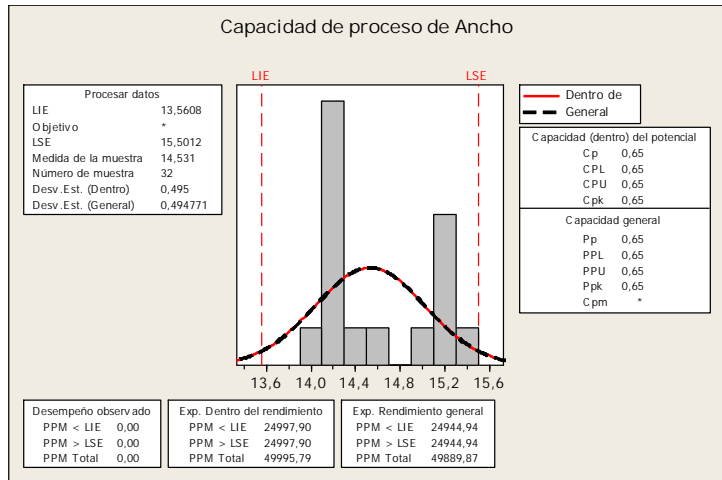 Capacidad de proceso de Ancho
LIE LSE
Procesar datos
LIE 13,5608
Objetivo *
LSE 15,5012
Medida de la muestra 14,531
Número de muestra 32
Desv.Est. (Dentro) 0,495
Desv.Est. (General) 0,494771
Dentro de
General
Capacidad (dentro) del potencial
Cp 0,65
CPL 0,65
CPU 0,65
Cpk 0,65
Capacidad general
Pp 0,65
PPL 0,65
PPU 0,65
Ppk 0,65
Cpm *
13,6 14,0 14,4 14,8 15,2 15,6
Desempeño observado
PPM < LIE 0,00
PPM > LSE 0,00
PPM Total 0,00
Exp. Dentro del rendimiento
PPM < LIE 24997,90
PPM > LSE 24997,90
PPM Total 49995,79
Exp. Rendimiento general
PPM < LIE 24944,94
PPM > LSE 24944,94
PPM Total 49889,87